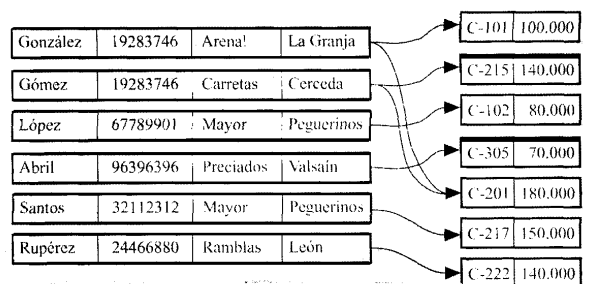 C-101 100.000
González 19283746 Arenal La Granja
Gómez 19283746 Carretas Cerceda
C-215 140.000
López 67789901 Mayor Peguerinos
C-102 80.000
Abril 96396396 Preciados Valsaín
C-305 70.000
Santos 32112312 Mayor Peguerinos
C-201 180.000
Rupérez 24466880 Ramblas León
C-217 150.000
C-222 140.000